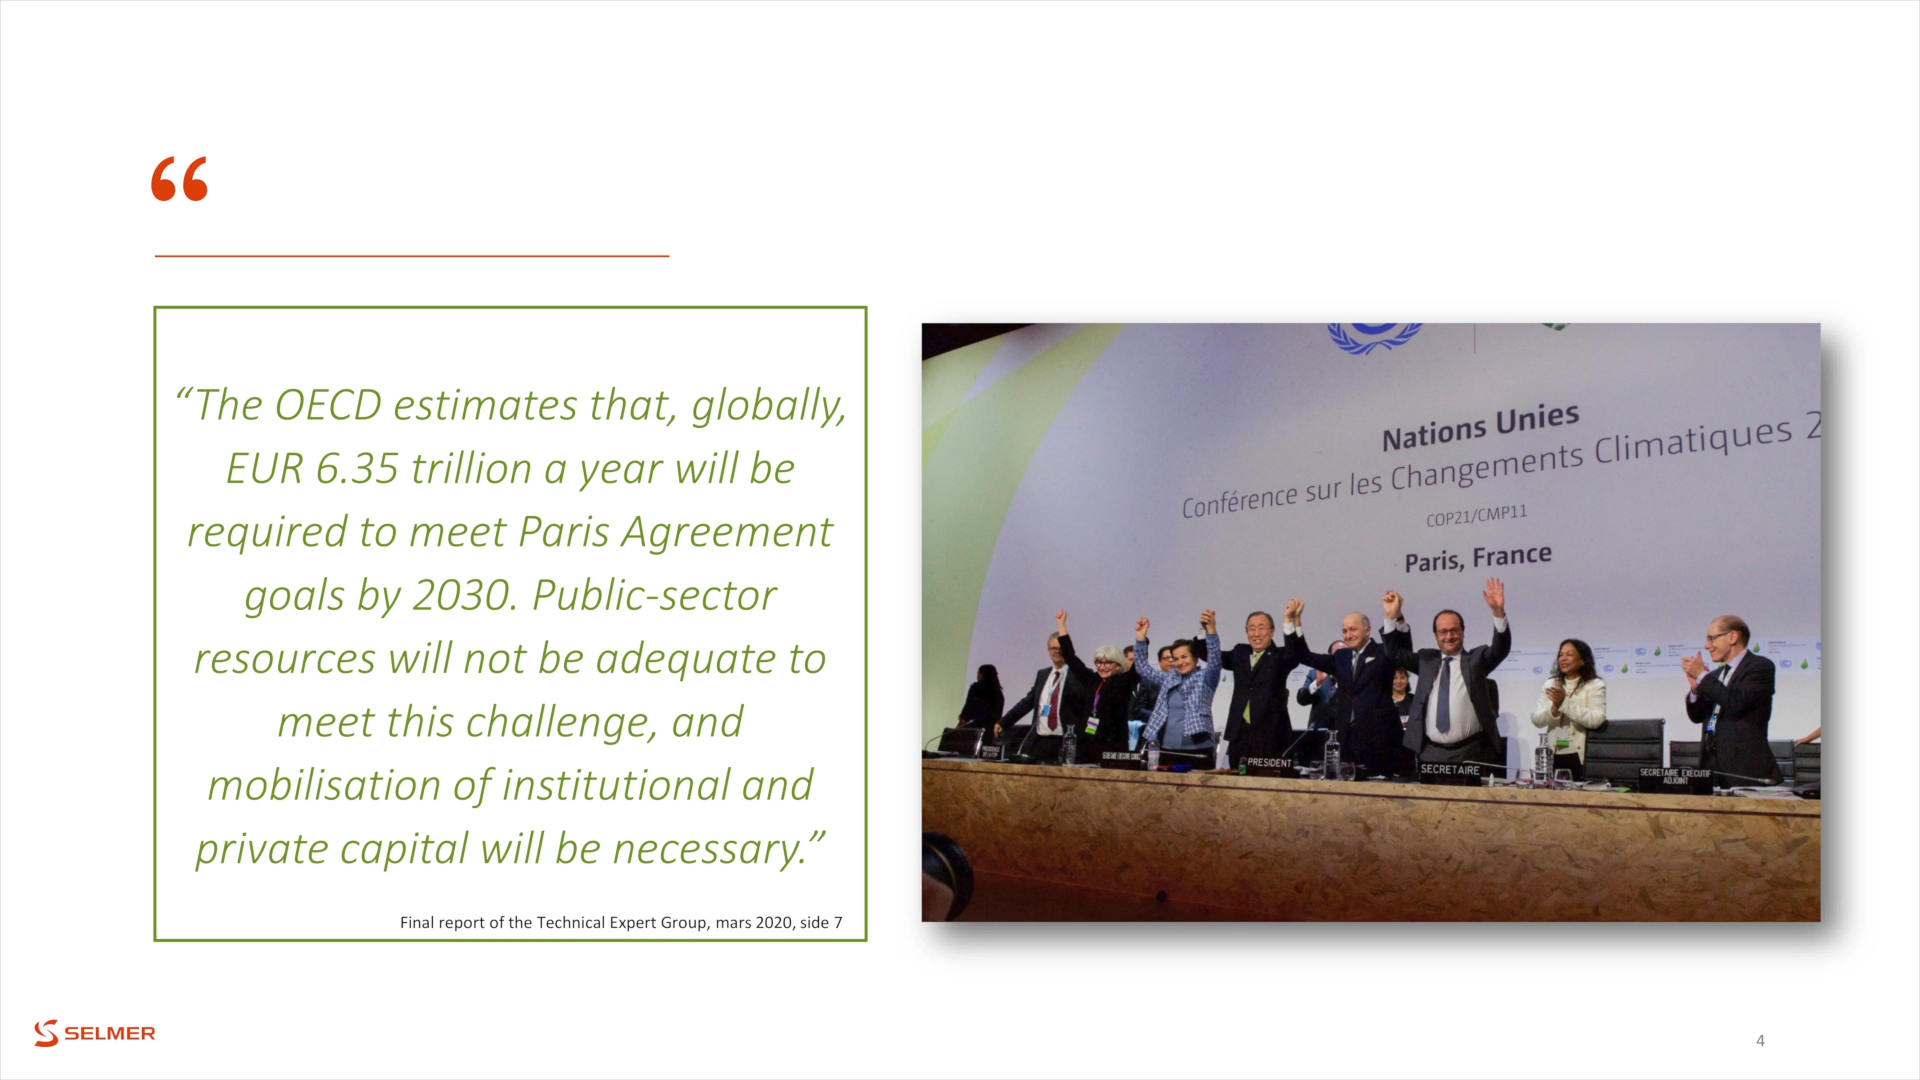 “
“The OECD estimates that, globally,
EUR 6.35 trillion a year will be
required to meet Paris Agreement
goals by 2030. Public-sector
resources will not be adequate to
meet this challenge, and
mobilisation of institutional and
private capital will be necessary.”
Final report of the Technical Expert Group, mars 2020, side 7
Nations Unies
Conférence sur les Changements Climatiques 2
COP21/CMP11
Paris, France
PRESIDENT
SECRETAIRE
SECRETAIRE EXECUTIF
ADJOINT
SELMER
4